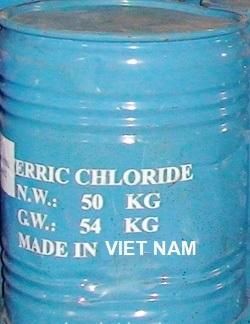 ERRIC CHLORIDE
N.W.: 50 KG
G.W.: 54 KG
MADE IN VIET NAM